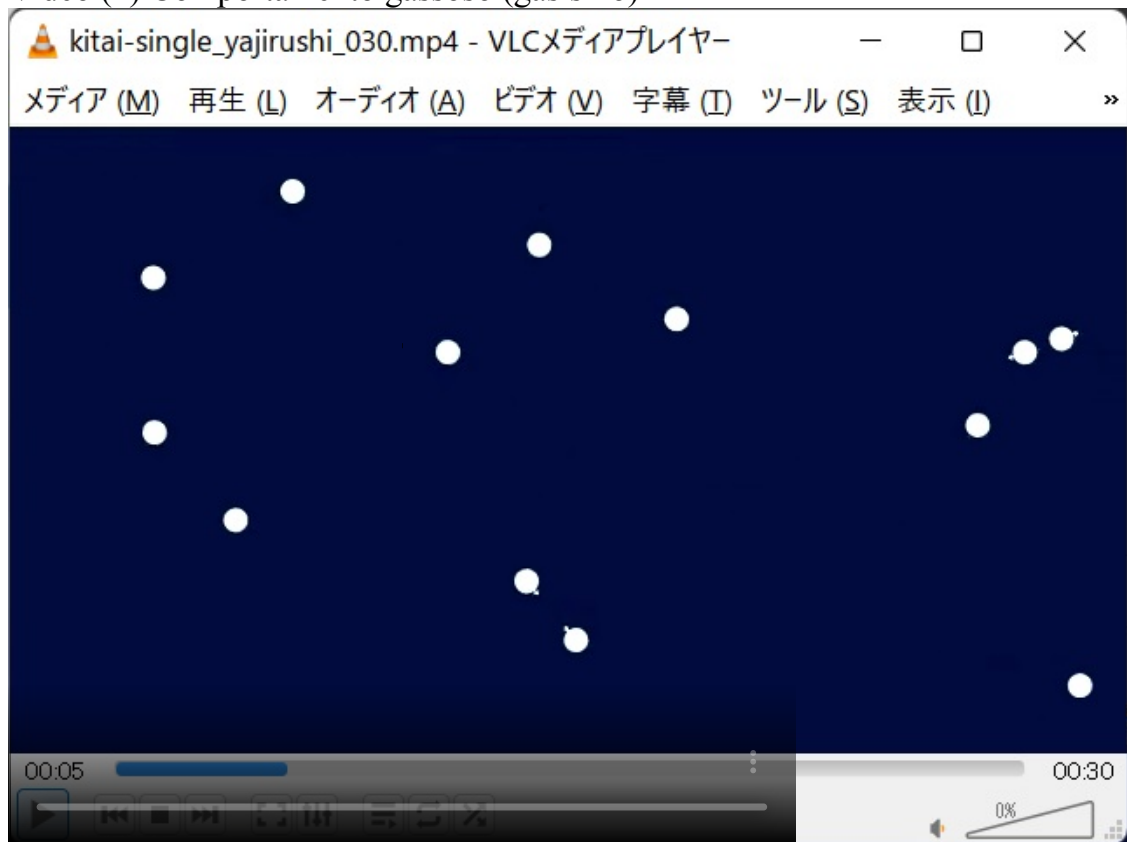 kitai-single_yajirushi_030.mp4 - VLCメディアプレイヤー
メディア (M) 再生 (L) オーディオ (A) ビデオ (V) 字幕 (T) ツール (S) 表示 (I) »
00:05 00:30
0%